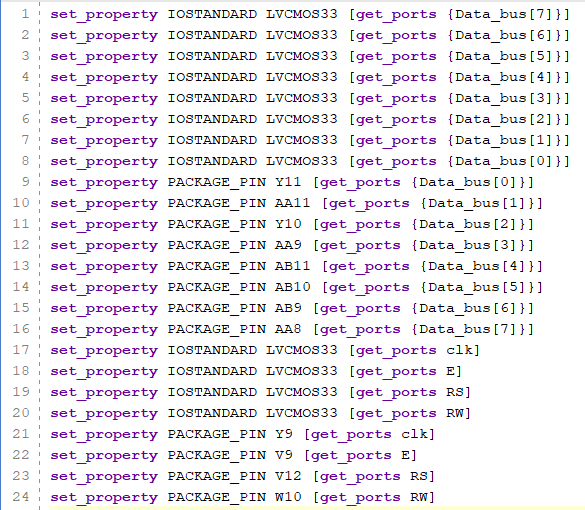 1 set_property IOSTANDARD LVCMOS33 [get_ports {Data_bus[7]}]
2 set_property IOSTANDARD LVCMOS33 [get_ports {Data_bus[6]}]
3 set_property IOSTANDARD LVCMOS33 [get_ports {Data_bus[5]}]
4 set_property IOSTANDARD LVCMOS33 [get_ports {Data_bus[4]}]
5 set_property IOSTANDARD LVCMOS33 [get_ports {Data_bus[3]}]
6 set_property IOSTANDARD LVCMOS33 [get_ports {Data_bus[2]}]
7 set_property IOSTANDARD LVCMOS33 [get_ports {Data_bus[1]}]
8 set_property IOSTANDARD LVCMOS33 [get_ports {Data_bus[0]}]
9 set_property PACKAGE_PIN Y11 [get_ports {Data_bus[0]}]
10 set_property PACKAGE_PIN AA11 [get_ports {Data_bus[1]}]
11 set_property PACKAGE_PIN Y10 [get_ports {Data_bus[2]}]
12 set_property PACKAGE_PIN AA9 [get_ports {Data_bus[3]}]
13 set_property PACKAGE_PIN AB11 [get_ports {Data_bus[4]}]
14 set_property PACKAGE_PIN AB10 [get_ports {Data_bus[5]}]
15 set_property PACKAGE_PIN AB9 [get_ports {Data_bus[6]}]
16 set_property PACKAGE_PIN AA8 [get_ports {Data_bus[7]}]
17 set_property IOSTANDARD LVCMOS33 [get_ports clk]
18 set_property IOSTANDARD LVCMOS33 [get_ports E]
19 set_property IOSTANDARD LVCMOS33 [get_ports RS]
20 set_property IOSTANDARD LVCMOS33 [get_ports RW]
21 set_property PACKAGE_PIN Y9 [get_ports clk]
22 set_property PACKAGE_PIN V9 [get_ports E]
23 set_property PACKAGE_PIN V12 [get_ports RS]
24 set_property PACKAGE_PIN W10 [get_ports RW]